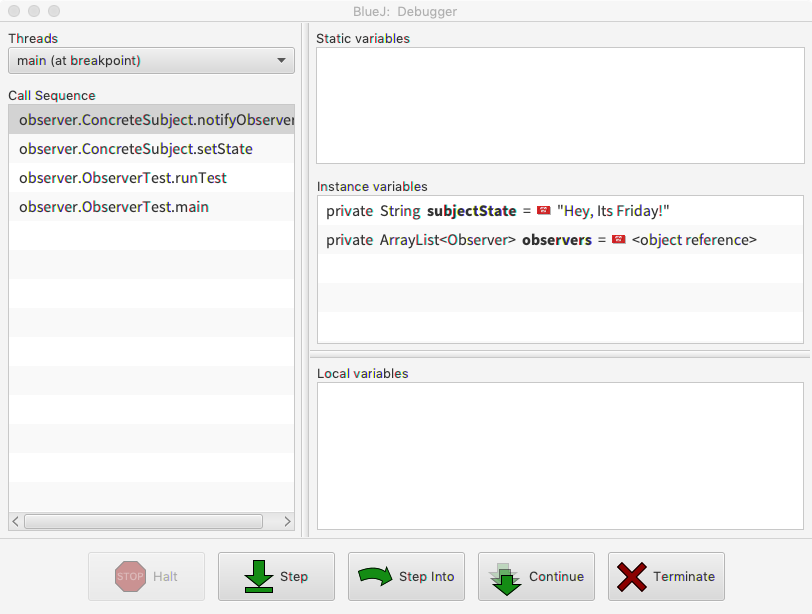 BlueJ: Debugger
Threads
main (at breakpoint)
Call Sequence
observer.ConcreteSubject.notifyObserver
observer.ConcreteSubject.setState
observer.ObserverTest.runTest
observer.ObserverTest.main
Static variables
Instance variables
private String subjectState = "Hey, Its Friday!"
private ArrayList<Observer> observers = <object reference>
Local variables
STOP Halt
Step
Step Into
Continue
Terminate